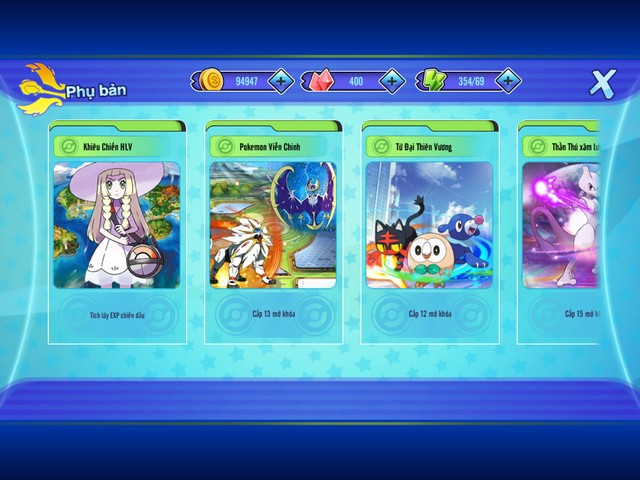 Phụ bản
94947
400
354/69
X
Khiêu Chiến HLV
Pokemon Viễn Chinh
Tứ Đại Thiên Vương
Thần Thú xâm
Tích lũy EXP chiến đấu
Cấp 13 mở khóa
Cấp 12 mở khóa
Cấp 15 mở